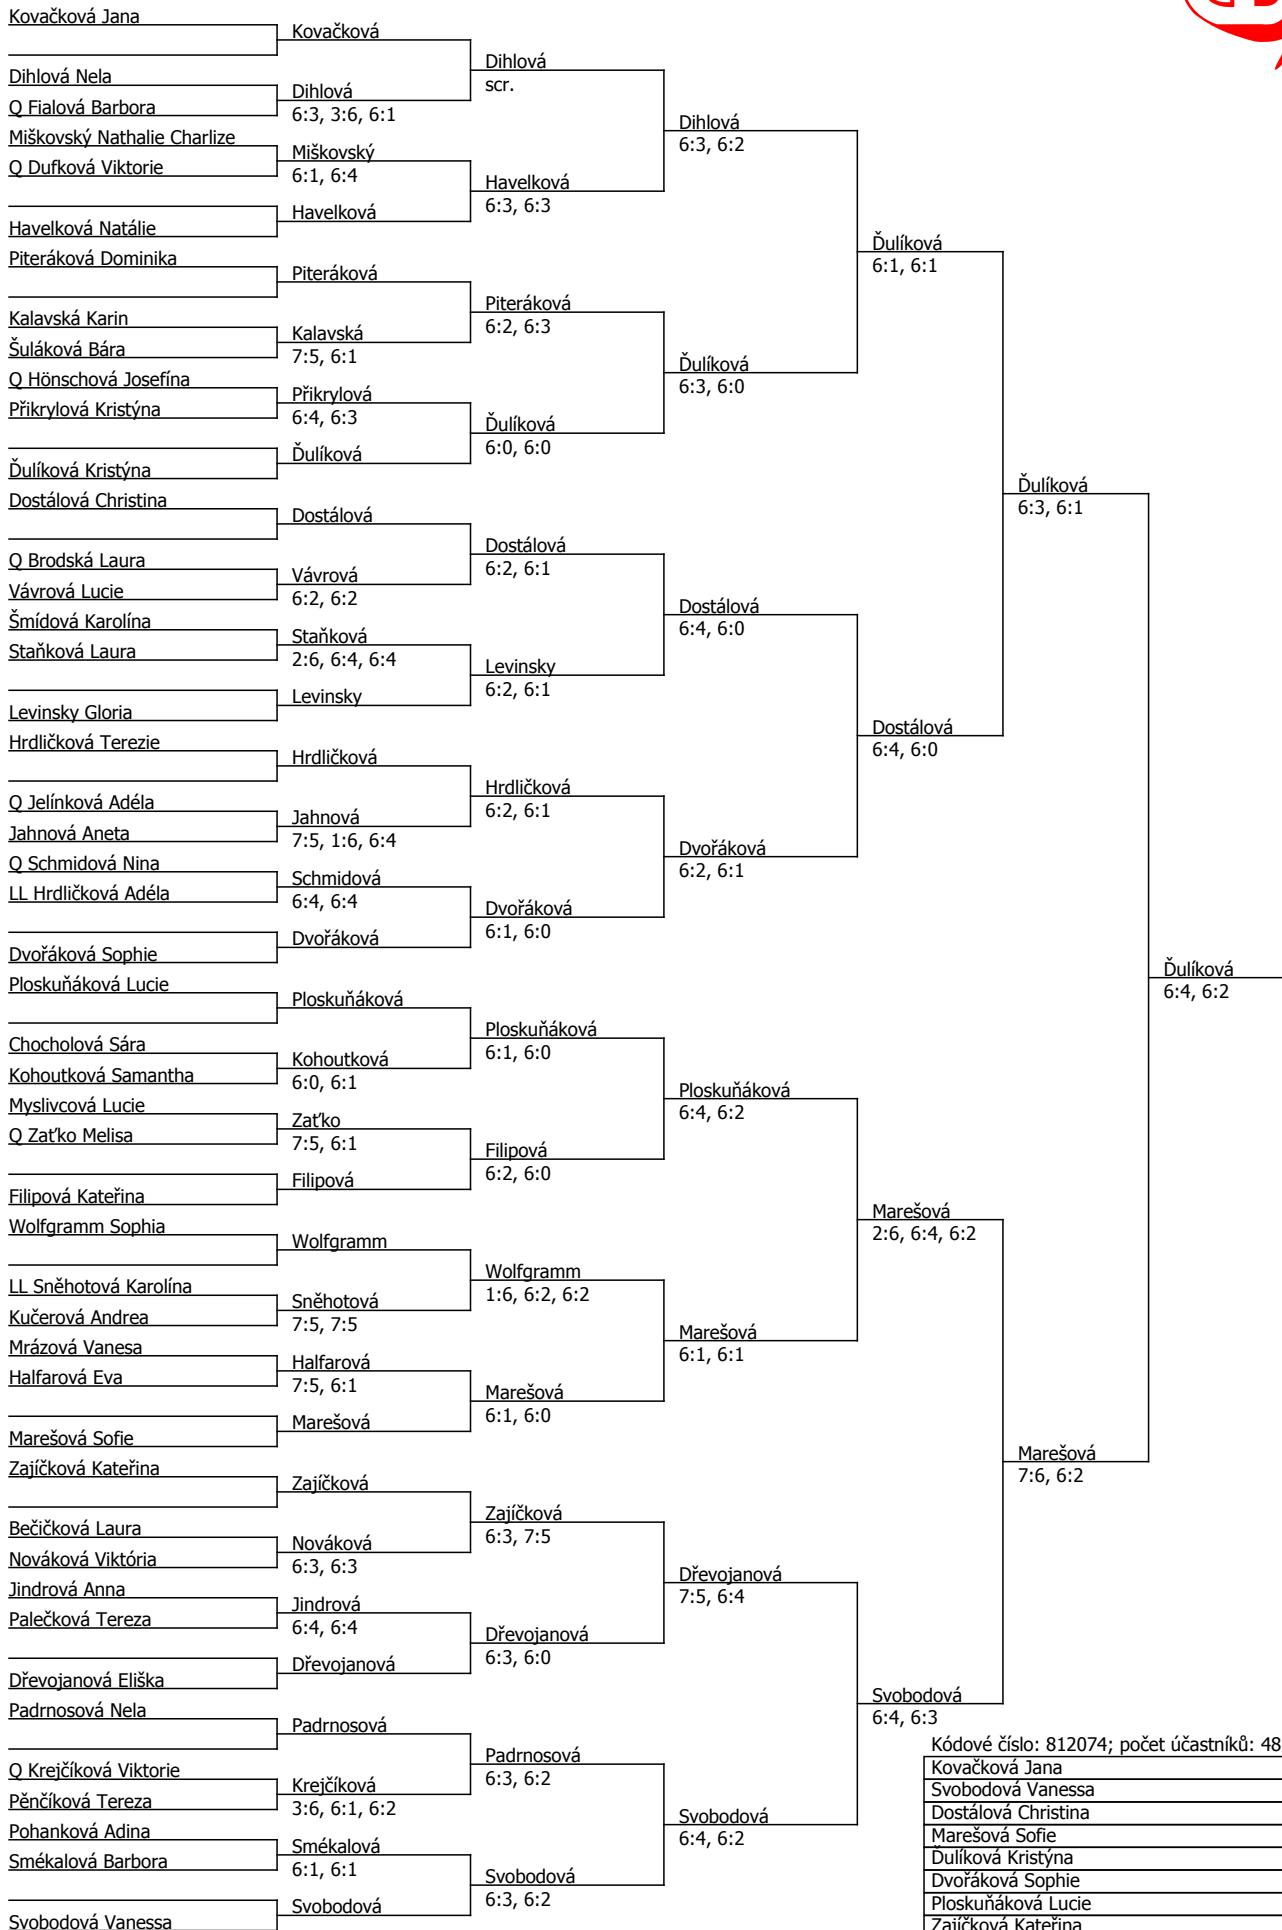 Kovačková Jana
Dihlová Nela
Q Fialová Barbora
Miškovský Nathalie Charlize
Q Dufková Viktorie
Havelková Natálie
Piteráková Dominika
Kalavská Karin
Šuláková Bára
Q Hönschová Josefína
Přikrylová Kristýna
Ďulíková Kristýna
Dostálová Christina
Q Brodská Laura
Vávrová Lucie
Šmídová Karolína
Staňková Laura
Levinsky Gloria
Hrdličková Terezie
Q Jelínková Adéla
Jahnová Aneta
Q Schmidová Nina
LL Hrdličková Adéla
Dvořáková Sophie
Ploskuňáková Lucie
Chocholová Sára
Kohoutková Samantha
Myslivcová Lucie
Q Zaťko Melisa
Filipová Kateřina
Wolfgramm Sophia
LL Sněhotová Karolína
Kučerová Andrea
Mrázová Vanesa
Halfarová Eva
Marešová Sofie
Zajíčková Kateřina
Bečičková Laura
Nováková Viktória
Jindrová Anna
Palečková Tereza
Dřevojanová Eliška
Padrnosová Nela
Q Krejčíková Viktorie
Pěnčíková Tereza
Pohanková Adina
Smékalová Barbora
Svobodová Vanessa
Kovačková
Dihlová
6:3, 3:6, 6:1
Miškovský
6:1, 6:4
Havelková
Piteráková
Kalavská
7:5, 6:1
Přikrylová
6:4, 6:3
Ďulíková
Dostálová
Vávrová
6:2, 6:2
Staňková
2:6, 6:4, 6:4
Levinsky
Hrdličková
Jahnová
7:5, 1:6, 6:4
Schmidová
6:4, 6:4
Dvořáková
Ploskuňáková
Kohoutková
6:0, 6:1
Zaťko
7:5, 6:1
Filipová
Wolfgramm
Sněhotová
7:5, 7:5
Halfarová
7:5, 6:1
Marešová
Zajíčková
Nováková
6:3, 6:3
Jindrová
6:4, 6:4
Dřevojanová
Padrnosová
Krejčíková
3:6, 6:1, 6:2
Smékalová
6:1, 6:1
Svobodová
Dihlová
scr.
Havelková
6:3, 6:3
Piteráková
6:2, 6:3
Ďulíková
6:0, 6:0
Dostálová
6:2, 6:1
Levinsky
6:2, 6:1
Hrdličková
6:2, 6:1
Dvořáková
6:1, 6:0
Ploskuňáková
6:1, 6:0
Filipová
6:2, 6:0
Wolfgramm
1:6, 6:2, 6:2
Marešová
6:1, 6:0
Zajíčková
6:3, 7:5
Dřevojanová
6:3, 6:0
Padrnosová
6:3, 6:2
Svobodová
6:3, 6:2
Dihlová
6:3, 6:2
Ďulíková
6:3, 6:0
Dostálová
6:4, 6:0
Dvořáková
6:2, 6:1
Ploskuňáková
6:4, 6:2
Marešová
6:1, 6:1
Dřevojanová
7:5, 6:4
Svobodová
6:4, 6:2
Ďulíková
6:1, 6:1
Dostálová
6:4, 6:0
Marešová
2:6, 6:4, 6:2
Svobodová
6:4, 6:3
Ďulíková
6:3, 6:1
Marešová
7:6, 6:2
Ďulíková
6:4, 6:2
Kódové číslo: 812074; počet účastníků: 48
Kovačková Jana
Svobodová Vanessa
Dostálová Christina
Marešová Sofie
Ďulíková Kristýna
Dvořáková Sophie
Ploskuňáková Lucie
Zajíčková Kateřina